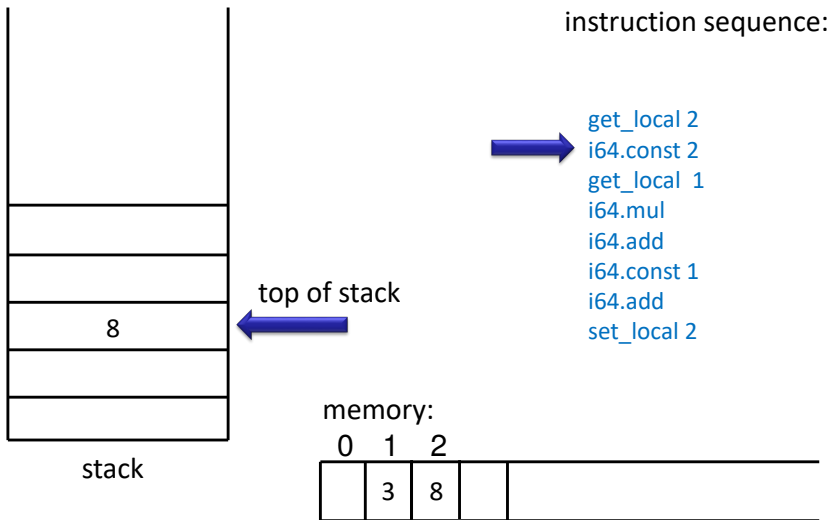 instruction sequence:
get_local 2
i64.const 2
get_local  1
i64.mul
i64.add
i64.const 1
i64.add
set_local 2
top of stack
8
stack
memory:
0 1 2
3 8